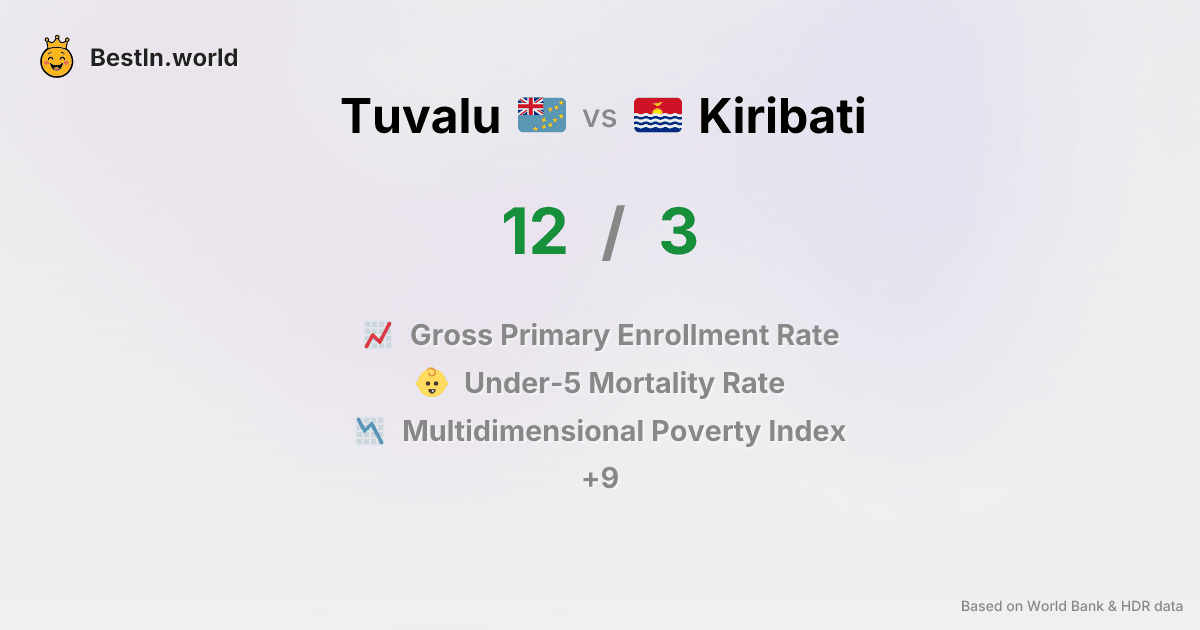 BestIn.world
Tuvalu vs Kiribati
12 / 3
Gross Primary Enrollment Rate
Under-5 Mortality Rate
Multidimensional Poverty Index
+9
Based on World Bank & HDR data